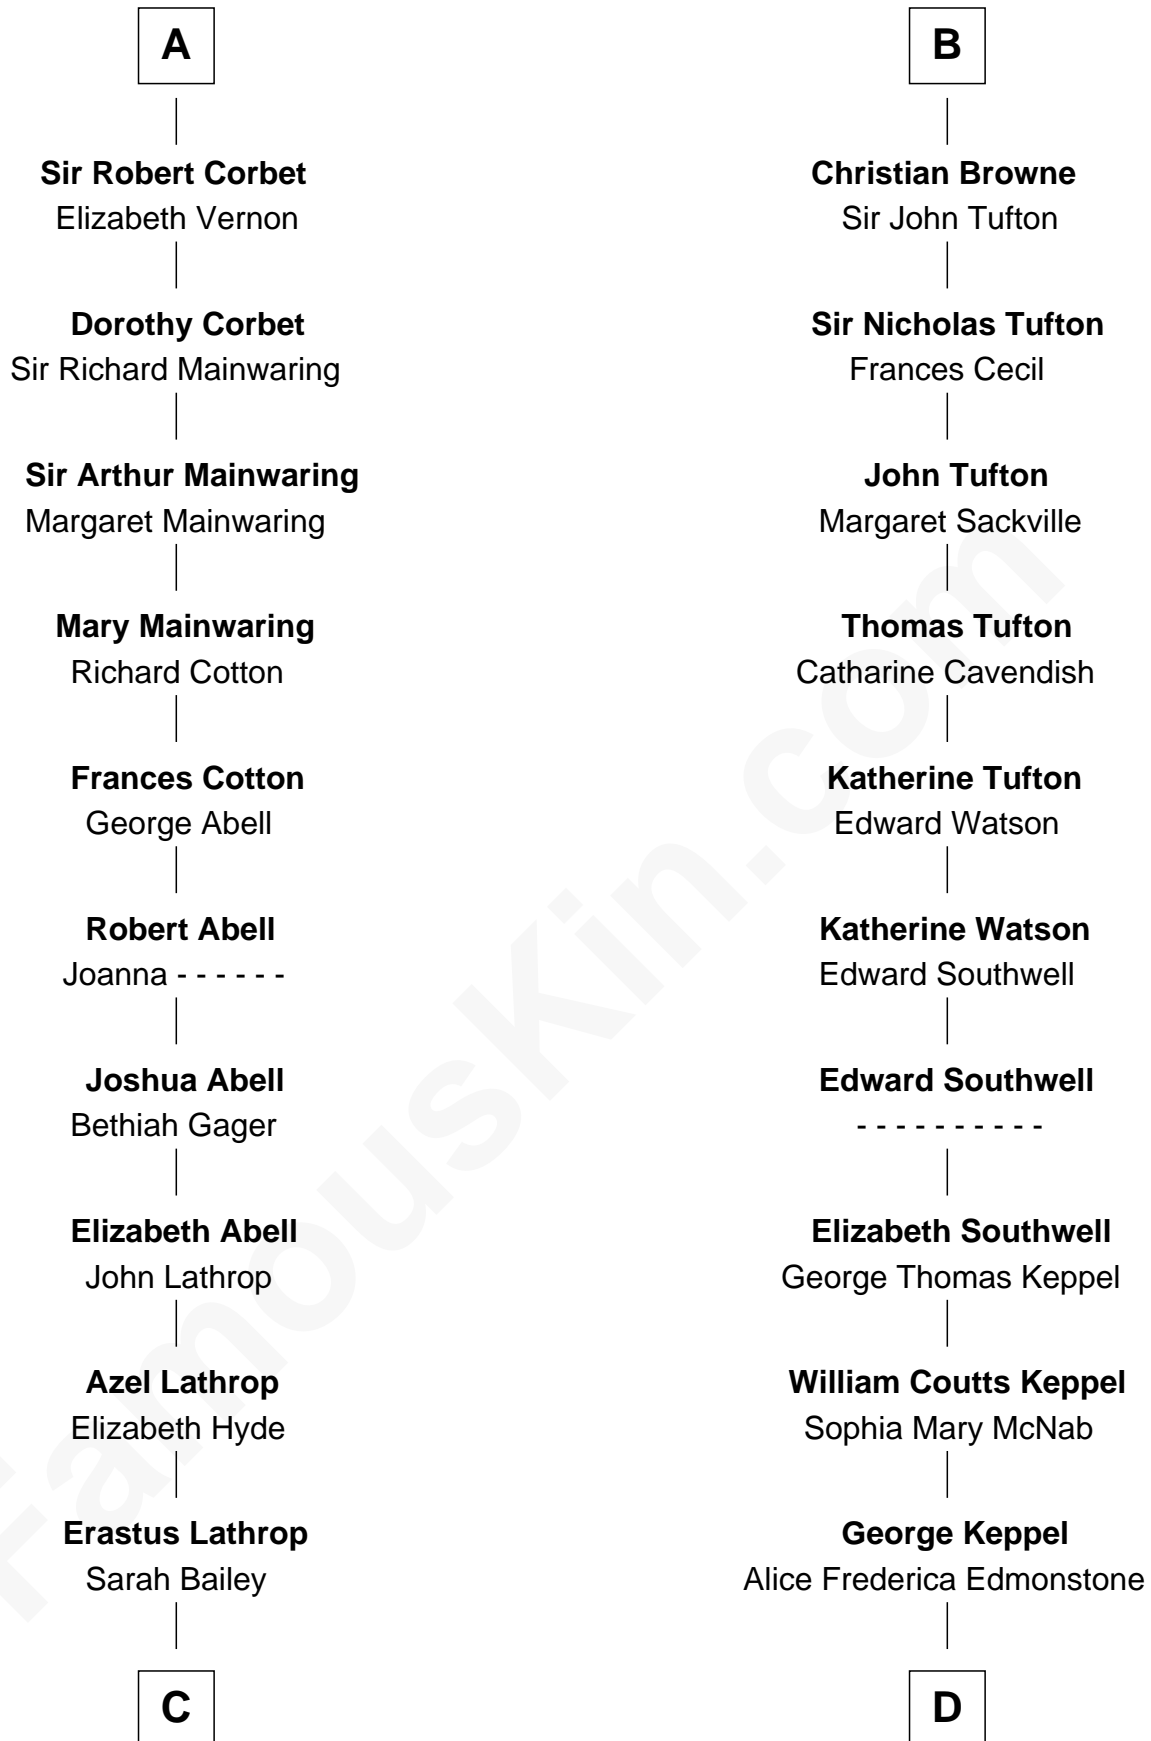 A
Sir Robert Corbet
Elizabeth Vernon
Dorothy Corbet
Sir Richard Mainwaring
Sir Arthur Mainwaring
Margaret Mainwaring
Mary Mainwaring
Richard Cotton
Frances Cotton
George Abell
Robert Abell
Joanna - - - - - -
Joshua Abell
Bethiah Gager
Elizabeth Abell
John Lathrop
Azel Lathrop
Elizabeth Hyde
Erastus Lathrop
Sarah Bailey
C
B
Christian Browne
Sir John Tufton
Sir Nicholas Tufton
Frances Cecil
John Tufton
Margaret Sackville
Thomas Tufton
Catharine Cavendish
Katherine Tufton
Edward Watson
Katherine Watson
Edward Southwell
Edward Southwell
- - - - - - - - - -
Elizabeth Southwell
George Thomas Keppel
William Coutts Keppel
Sophia Mary McNab
George Keppel
Alice Frederica Edmonstone
D
FamousKin.com